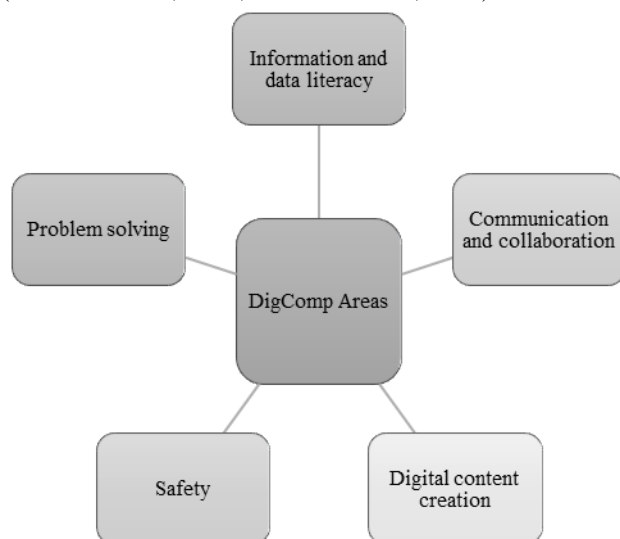 Information and
data literacy
Problem solving
Communication
and collaboration
DigComp Areas
Safety
Digital content
creation